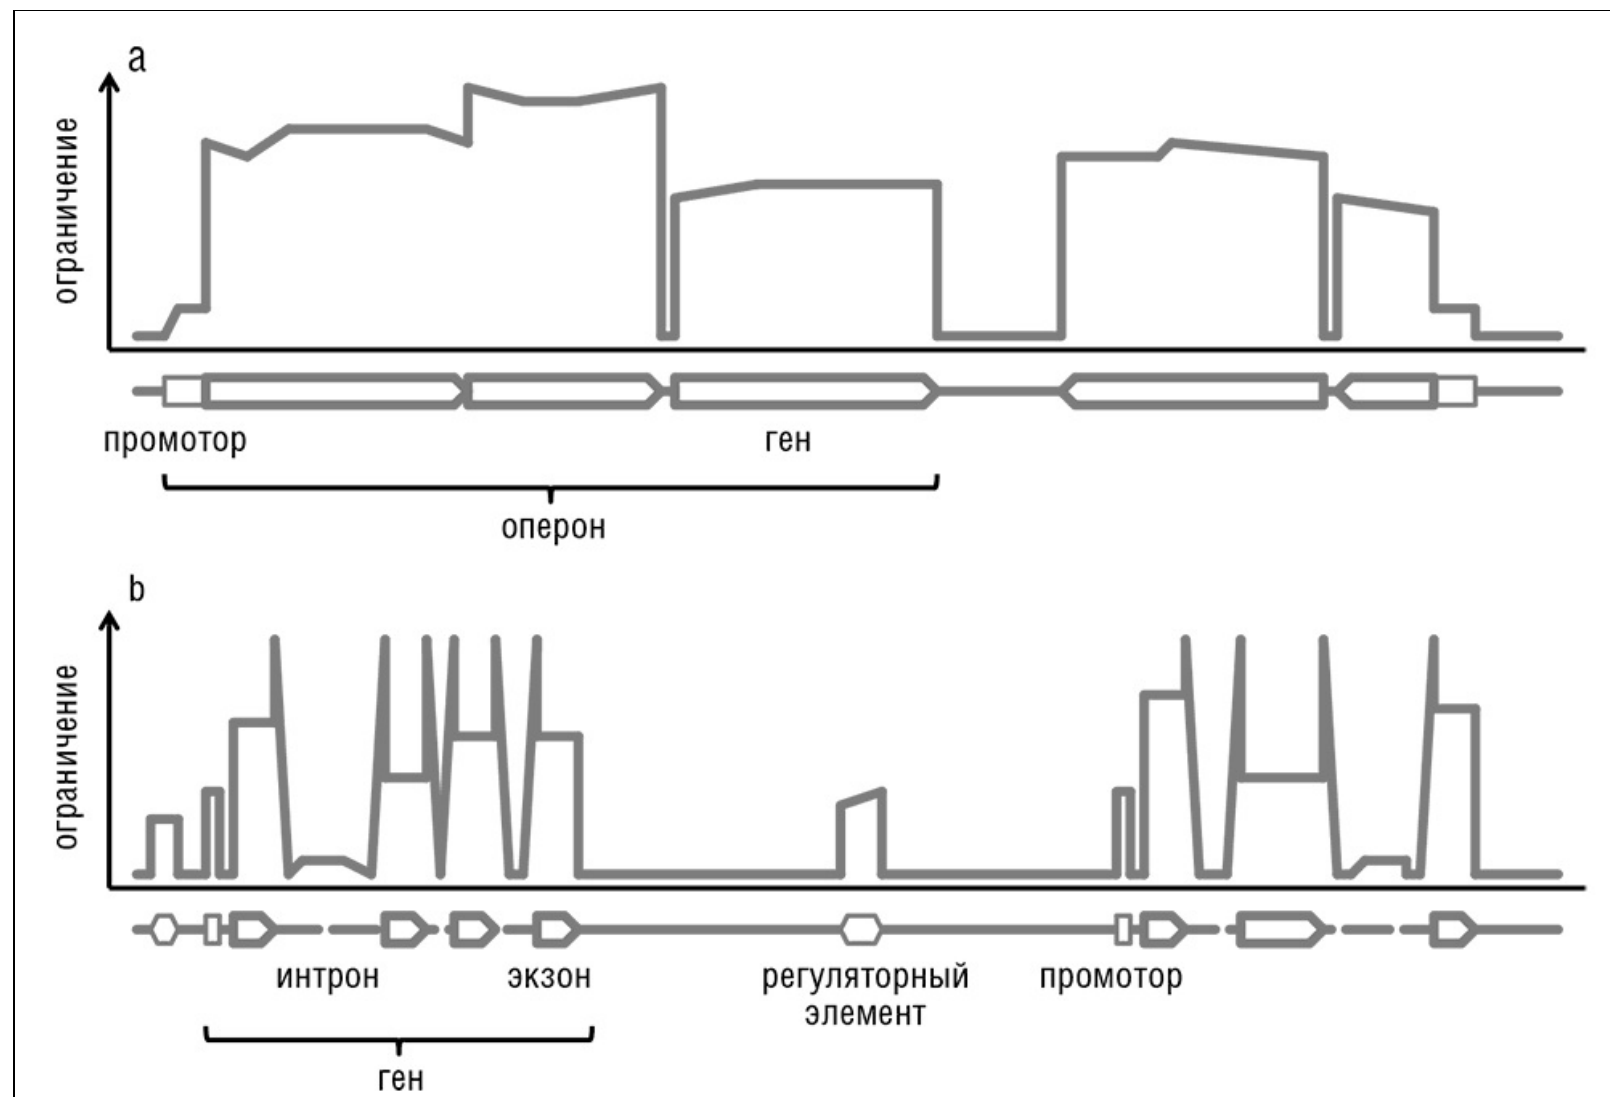 a
ограничение
промотор
ген
оперон
b
ограничение
интрон
экзон
регуляторный
элемент
промотор
ген